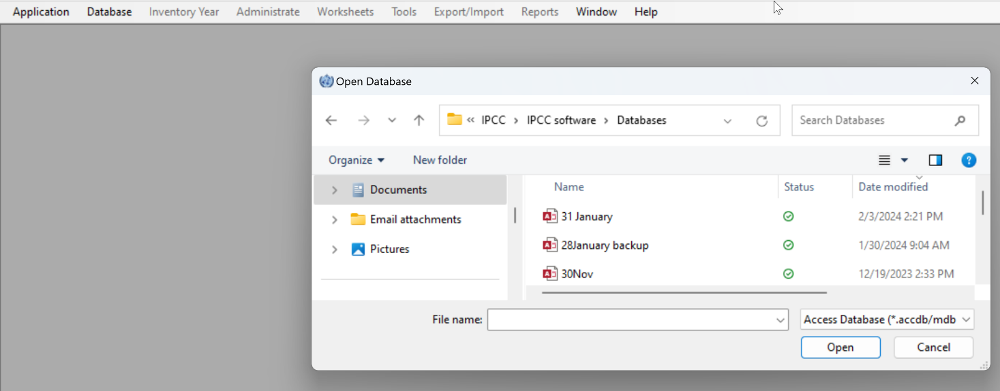 Application Database Inventory Year Administrate Worksheets Tools Export/Import Reports Window Help
Open Database
« IPCC > IPCC software > Databases
Search Databases
Organize New folder
Documents
Email attachments
Pictures
Name Status Date modified
31 January 2/3/2024 2:21 PM
28January backup 1/30/2024 9:04 AM
30Nov 12/19/2023 2:33 PM
File name: Access Database (*.accdb/mdb
Open Cancel